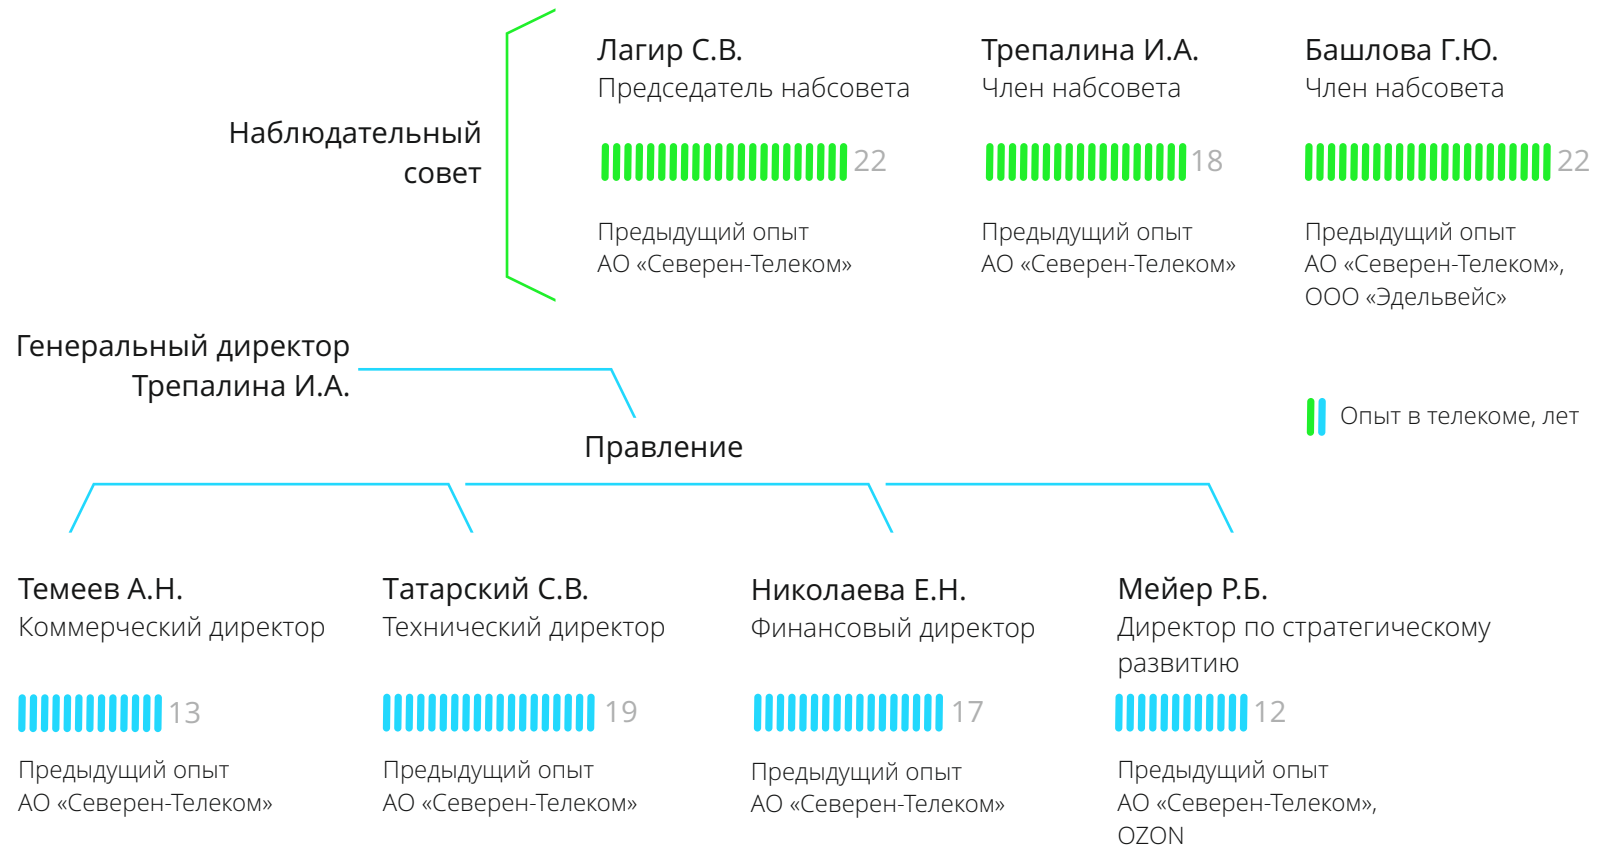 Наблюдательный
совет
Лагир С.В.
Председатель набсовета
22
Предыдущий опыт
АО «Северен-Телеком»
Трепалина И.А.
Член набсовета
18
Предыдущий опыт
АО «Северен-Телеком»
Башлова Г.Ю.
Член набсовета
22
Предыдущий опыт
АО «Северен-Телеком»,
ООО «Эдельвейс»
Генеральный директор
Трепалина И.А.
Опыт в телекоме, лет
Правление
Темеев А.Н.
Коммерческий директор
13
Предыдущий опыт
АО «Северен-Телеком»
Татарский С.В.
Технический директор
19
Предыдущий опыт
АО «Северен-Телеком»
Николаева Е.Н.
Финансовый директор
17
Предыдущий опыт
АО «Северен-Телеком»
Мейер Р.Б.
Директор по стратегическому
развитию
12
Предыдущий опыт
АО «Северен-Телеком»,
OZON